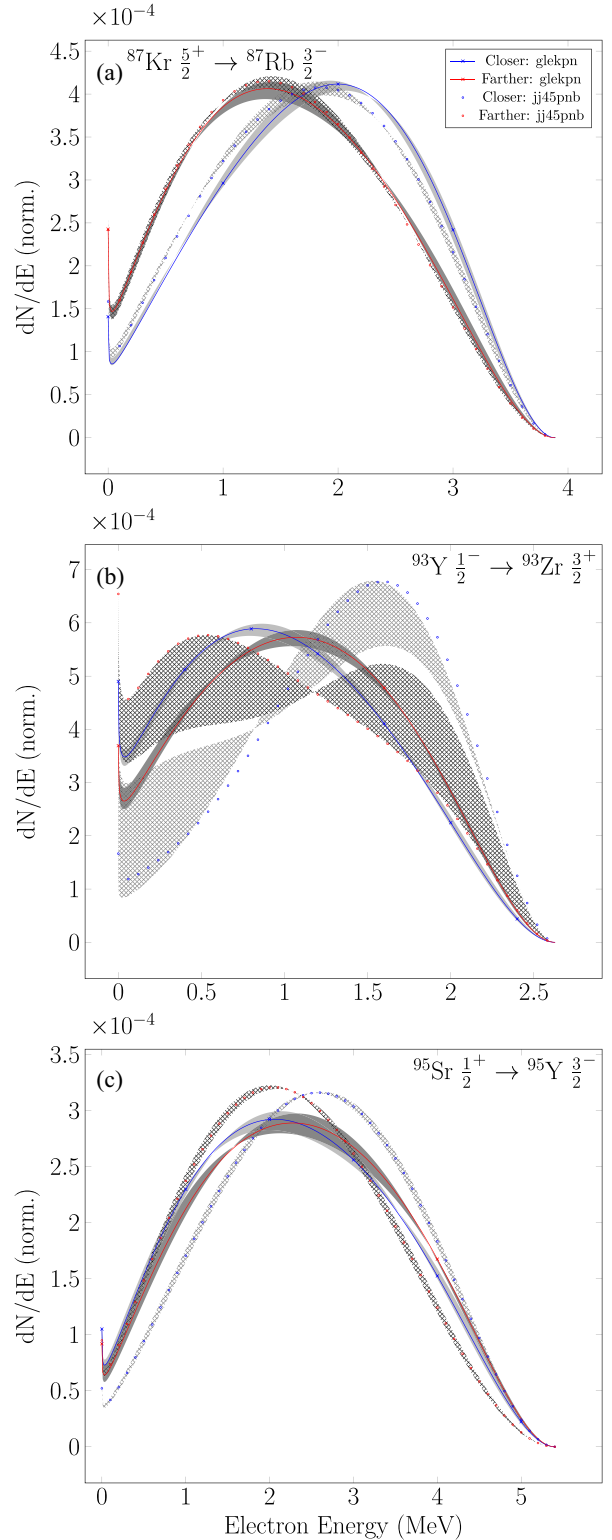 ×10⁻⁴
(a) ⁸⁷Kr 5/2⁺ → ⁸⁷Rb 3/2⁻
Closer: glekpn
Farther: glekpn
Closer: jj45pnb
Farther: jj45pnb
4.5
4
3.5
3
2.5
2
1.5
1
0.5
0
dN/dE (norm.)
0 1 2 3 4
×10⁻⁴
(b) ⁹³Y 1/2⁻ → ⁹³Zr 3/2⁺
7
6
5
4
3
2
1
0
dN/dE (norm.)
0 0.5 1 1.5 2 2.5
×10⁻⁴
(c) ⁹⁵Sr 1/2⁺ → ⁹⁵Y 3/2⁻
3.5
3
2.5
2
1.5
1
0.5
0
dN/dE (norm.)
0 1 2 3 4 5
Electron Energy (MeV)